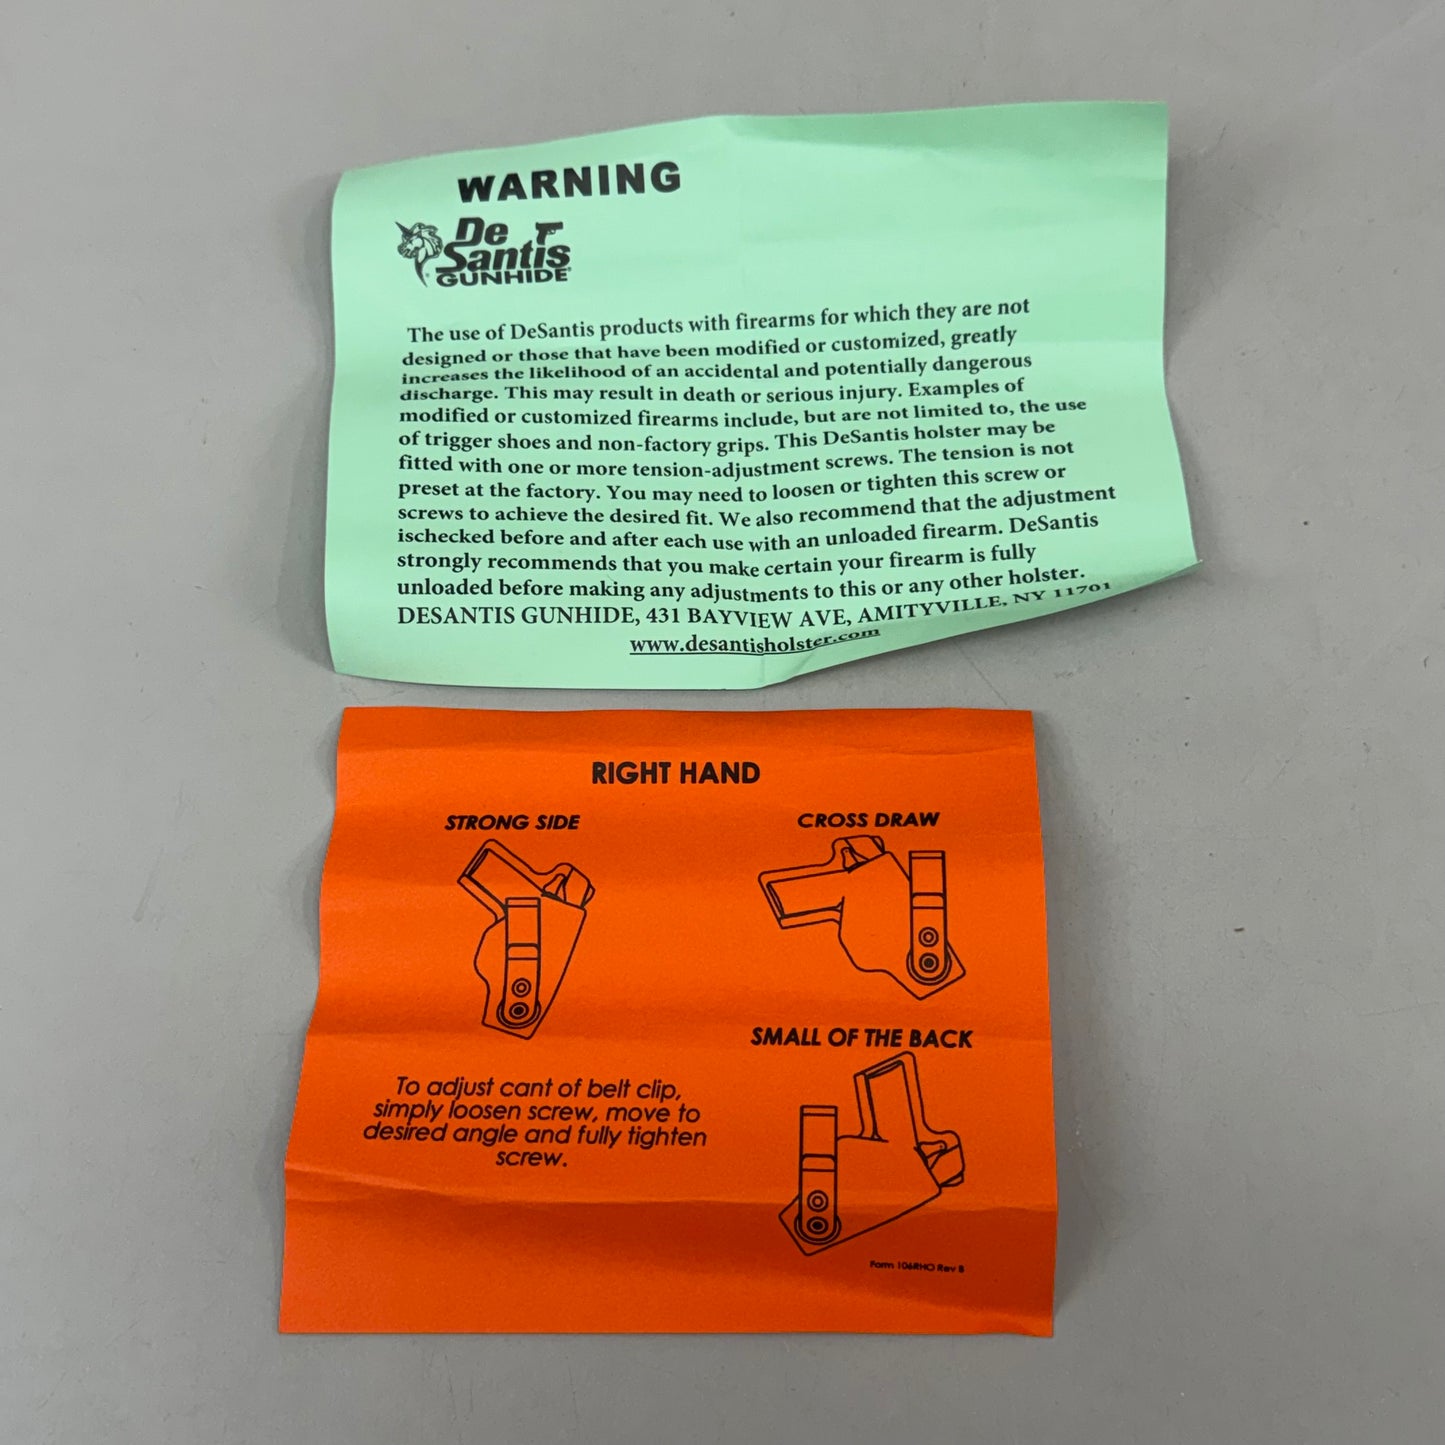 WARNING
De
Santis
GUNHIDE®
The use of DeSantis products with firearms for which they are not
designed or those that have been modified or customized, greatly
increases the likelihood of an accidental and potentially dangerous
discharge. This may result in death or serious injury. Examples of
modified or customized firearms include, but are not limited to, the use
of trigger shoes and non-factory grips. This DeSantis holster may be
fitted with one or more tension-adjustment screws. The tension is not
preset at the factory. You may need to loosen or tighten this screw or
screws to achieve the desired fit. We also recommend that the adjustment
ischecked before and after each use with an unloaded firearm. DeSantis
strongly recommends that you make certain your firearm is fully
unloaded before making any adjustments to this or any other holster.
DESANTIS GUNHIDE, 431 BAYVIEW AVE, AMITYVILLE, NY 11701
www.desantisholster.com
RIGHT HAND
STRONG SIDE
CROSS DRAW
SMALL OF THE BACK
To adjust cant of belt clip,
simply loosen screw, move to
desired angle and fully tighten
screw.
Form 106RHO Rev B